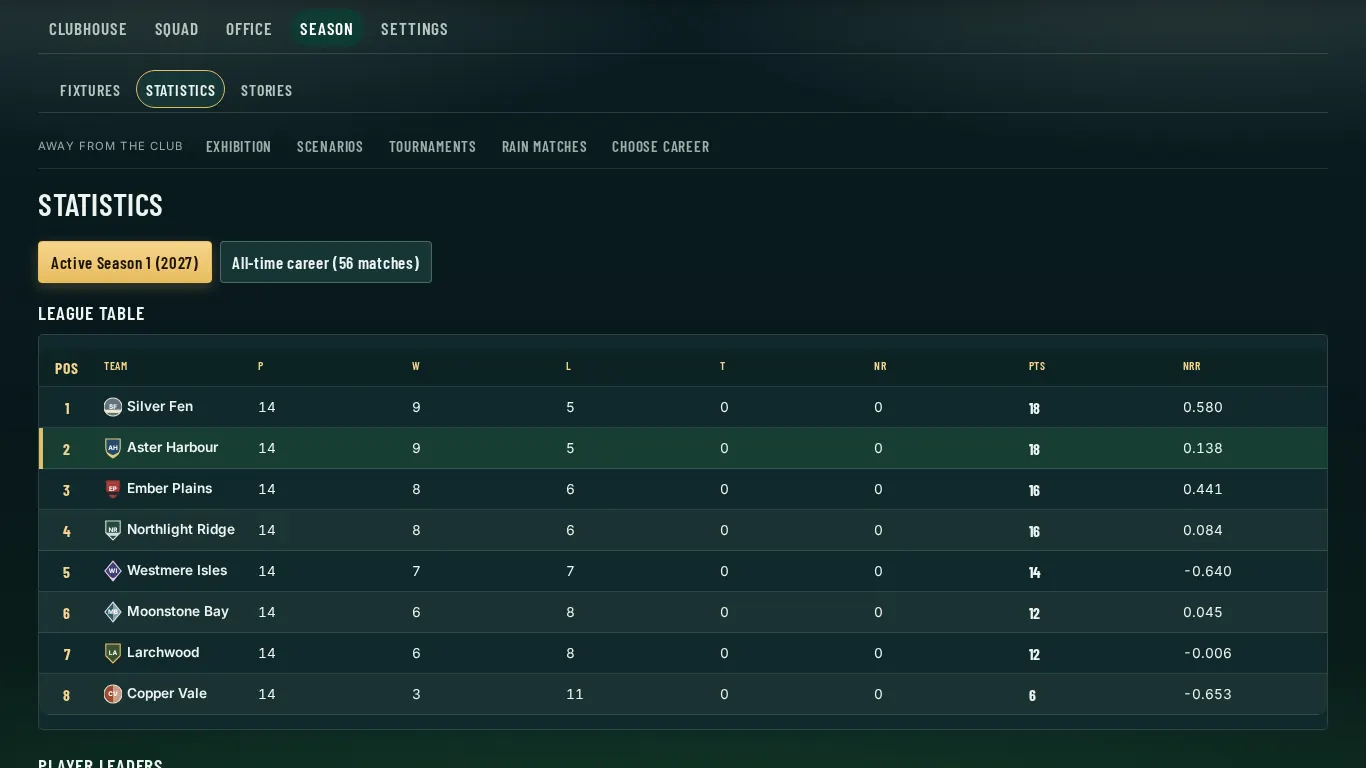 CLUBHOUSE SQUAD OFFICE SEASON SETTINGS
FIXTURES STATISTICS STORIES
AWAY FROM THE CLUB EXHIBITION SCENARIOS TOURNAMENTS RAIN MATCHES CHOOSE CAREER
STATISTICS
Active Season 1 (2027) All-time career (56 matches)
LEAGUE TABLE
POS TEAM P W L T NR PTS NRR
1 SF Silver Fen 14 9 5 0 0 18 0.580
2 AH Aster Harbour 14 9 5 0 0 18 0.138
3 EP Ember Plains 14 8 6 0 0 16 0.441
4 NR Northlight Ridge 14 8 6 0 0 16 0.084
5 WI Westmere Isles 14 7 7 0 0 14 -0.640
6 MB Moonstone Bay 14 6 8 0 0 12 0.045
7 LA Larchwood 14 6 8 0 0 12 -0.006
8 CV Copper Vale 14 3 11 0 0 6 -0.653
PLAYER LEADERS